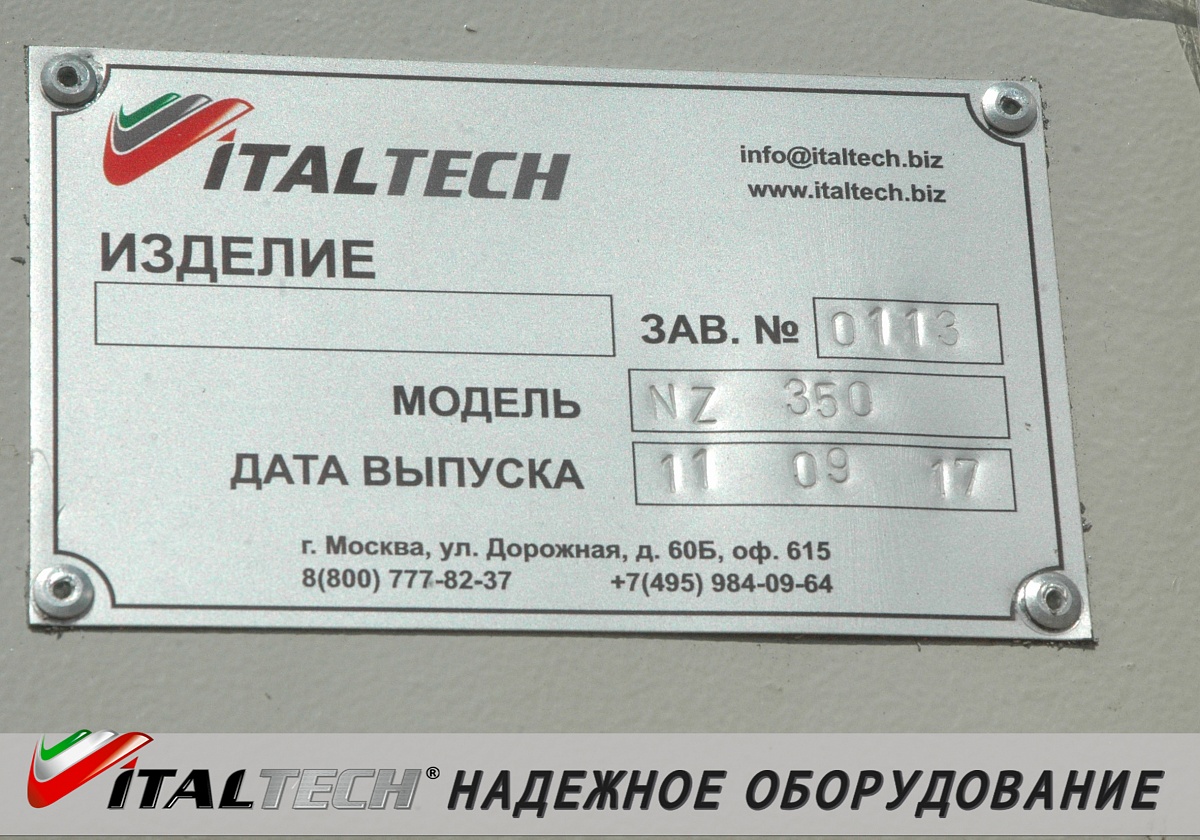 ITALTECH
info@italtech.biz
www.italtech.biz
ИЗДЕЛИЕ
ЗАВ. № 0113
МОДЕЛЬ NZ 350
ДАТА ВЫПУСКА 11 09 17
г. Москва, ул. Дорожная, д. 60Б, оф. 615
8(800) 777-82-37 +7(495) 984-09-64
ITALTECH® НАДЕЖНОЕ ОБОРУДОВАНИЕ